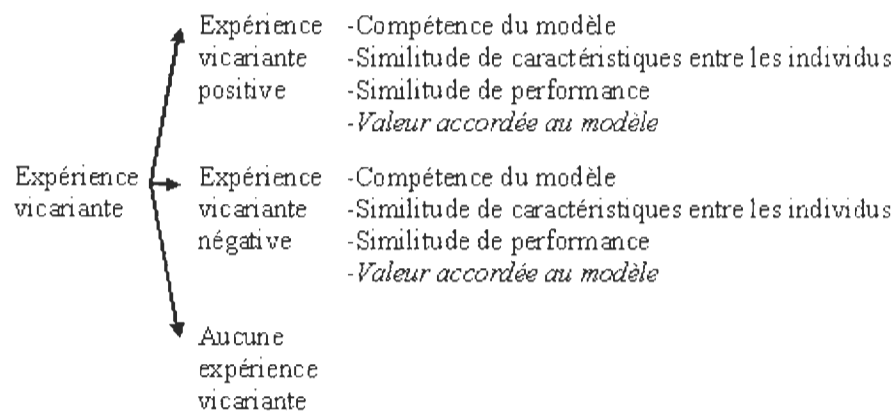 Expérience
vicariante
Expérience
vicariante
positive
-Compétence du modèle
-Similitude de caractéristiques entre les individus
-Similitude de performance
-Valeur accordée au modèle
Expérience
vicariante
négative
-Compétence du modèle
-Similitude de caractéristiques entre les individus
-Similitude de performance
-Valeur accordée au modèle
Aucune
expérience
vicariante